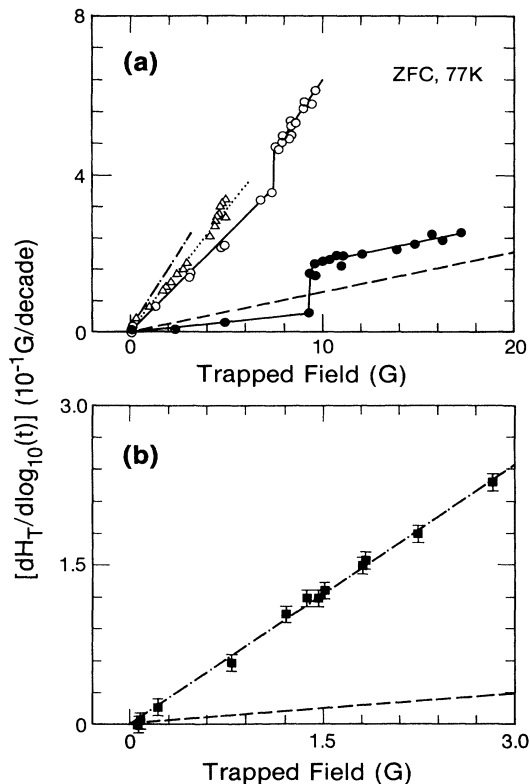 8
(a)
ZFC, 77K
4
0
0
10
20
Trapped Field (G)
[dH_T/dlog_10(t)] (10^-1G/decade)
3.0
(b)
1.5
0
0
1.5
3.0
Trapped Field (G)